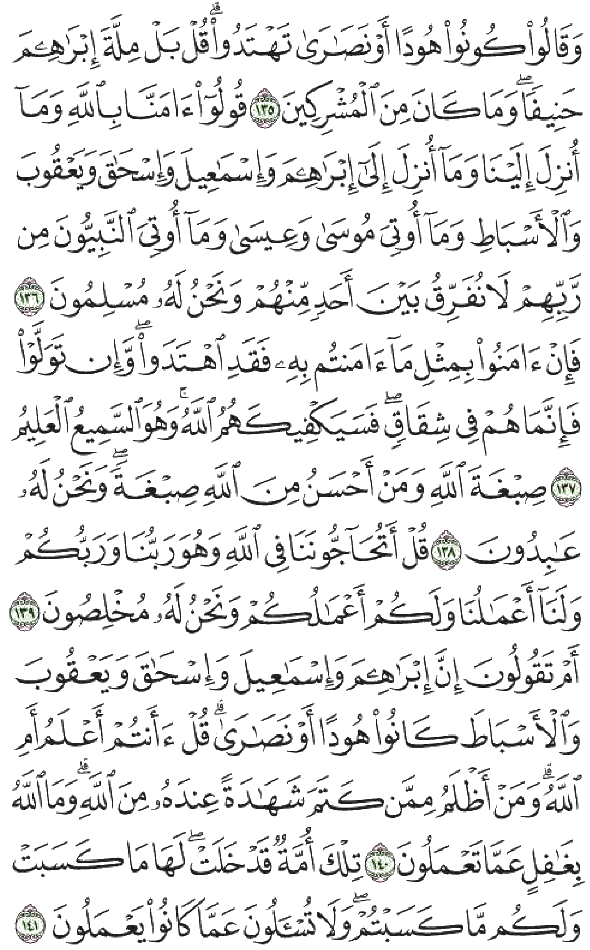 وَقَالُوا۟ كُونُوا۟ هُودًا أَوْ نَصَٰرَىٰ تَهْتَدُوا۟ ۗ قُلْ بَلْ مِلَّةَ إِبْرَٰهِـۧمَ
حَنِيفًا ۖ وَمَا كَانَ مِنَ ٱلْمُشْرِكِينَ ١٣٥ قُولُوٓا۟ ءَامَنَّا بِٱللَّهِ وَمَآ
أُنزِلَ إِلَيْنَا وَمَآ أُنزِلَ إِلَىٰٓ إِبْرَٰهِـۧمَ وَإِسْمَٰعِيلَ وَإِسْحَٰقَ وَيَعْقُوبَ
وَٱلْأَسْبَاطِ وَمَآ أُوتِىَ مُوسَىٰ وَعِيسَىٰ وَمَآ أُوتِىَ ٱلنَّبِيُّونَ مِن
رَّبِّهِمْ لَا نُفَرِّقُ بَيْنَ أَحَدٍ مِّنْهُمْ وَنَحْنُ لَهُۥ مُسْلِمُونَ ١٣٦
فَإِنْ ءَامَنُوا۟ بِمِثْلِ مَآ ءَامَنتُم بِهِۦ فَقَدِ ٱهْتَدَوا۟ ۖ وَّإِن تَوَلَّوْا۟
فَإِنَّمَا هُمْ فِى شِقَاقٍ ۖ فَسَيَكْفِيكَهُمُ ٱللَّهُ ۚ وَهُوَ ٱلسَّمِيعُ ٱلْعَلِيمُ
١٣٧ صِبْغَةَ ٱللَّهِ وَمَنْ أَحْسَنُ مِنَ ٱللَّهِ صِبْغَةً ۖ وَنَحْنُ لَهُۥ
عَٰبِدُونَ ١٣٨ قُلْ أَتُحَآجُّونَنَا فِى ٱللَّهِ وَهُوَ رَبُّنَا وَرَبُّكُمْ
وَلَنَآ أَعْمَٰلُنَا وَلَكُمْ أَعْمَٰلُكُمْ وَنَحْنُ لَهُۥ مُخْلِصُونَ ١٣٩
أَمْ تَقُولُونَ إِنَّ إِبْرَٰهِـۧمَ وَإِسْمَٰعِيلَ وَإِسْحَٰقَ وَيَعْقُوبَ
وَٱلْأَسْبَاطَ كَانُوا۟ هُودًا أَوْ نَصَٰرَىٰ ۗ قُلْ ءَأَنتُمْ أَعْلَمُ أَمِ
ٱللَّهُ ۗ وَمَنْ أَظْلَمُ مِمَّن كَتَمَ شَهَٰدَةً عِندَهُۥ مِنَ ٱللَّهِ ۗ وَمَا ٱللَّهُ
بِغَٰفِلٍ عَمَّا تَعْمَلُونَ ١٤٠ تِلْكَ أُمَّةٌ قَدْ خَلَتْ ۖ لَهَا مَا كَسَبَتْ
وَلَكُم مَّا كَسَبْتُمْ ۖ وَلَا تُسْـَٔلُونَ عَمَّا كَانُوا۟ يَعْمَلُونَ ١٤١